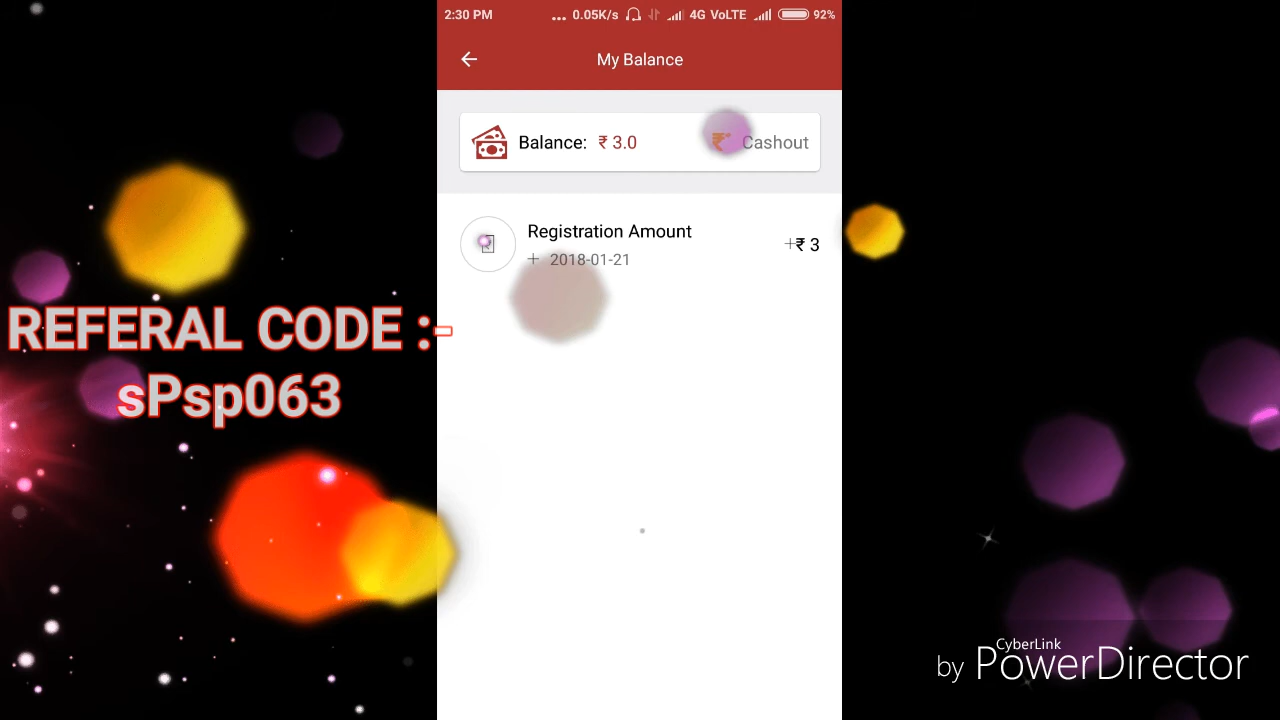 2:30 PM ... 0.05K/s 4G VoLTE 92%
My Balance
Balance: ₹ 3.0 Cashout
Registration Amount
+₹ 3
+ 2018-01-21
REFERAL CODE :-
sPsp063
CyberLink
by PowerDirector